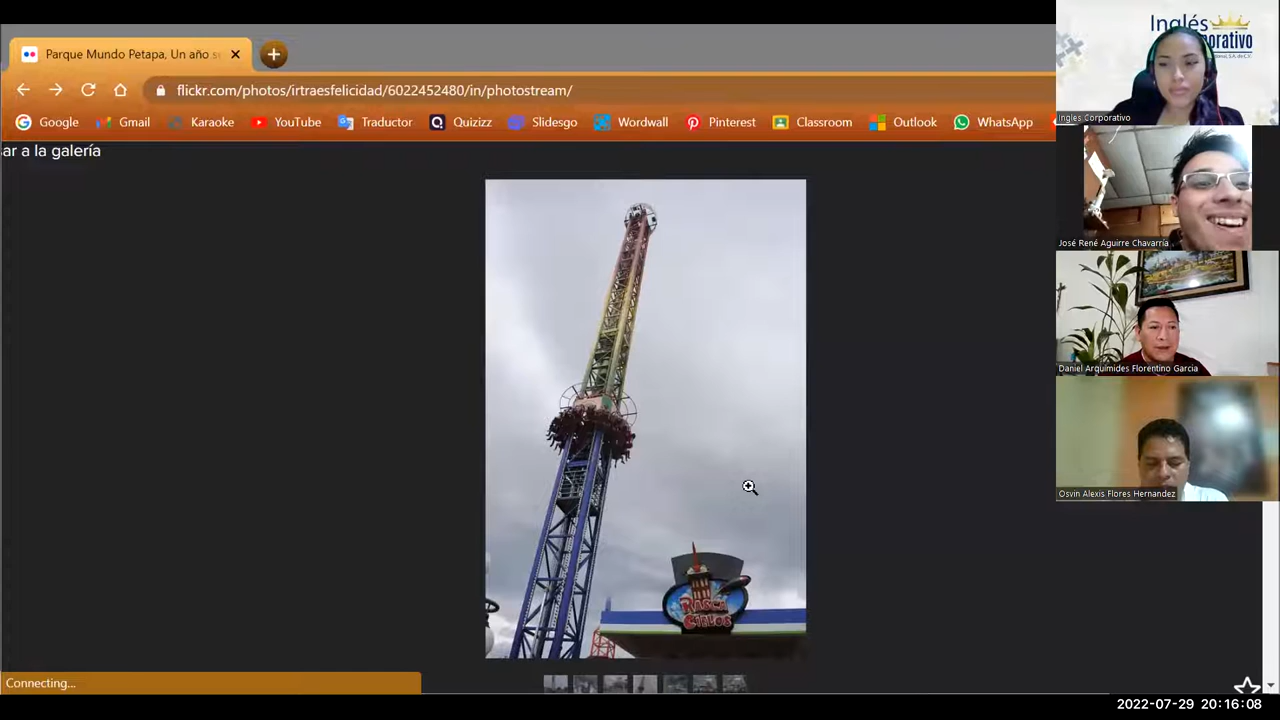 Parque Mundo Petapa, Un año s
flickr.com/photos/irtraesfelicidad/6022452480/in/photostream/
Google
Gmail
Karaoke
YouTube
Traductor
Quizizz
Slidesgo
Wordwall
Pinterest
Classroom
Outlook
WhatsApp
ar a la galería
RASCA
CIELOS
Connecting...
Inglés
porativo
Ingles Corporativo
José René Aguirre Chavarría
Daniel Arquimides Florentino Garcia
Osvin Alexis Flores Hernandez
2022-07-29 20:16:08